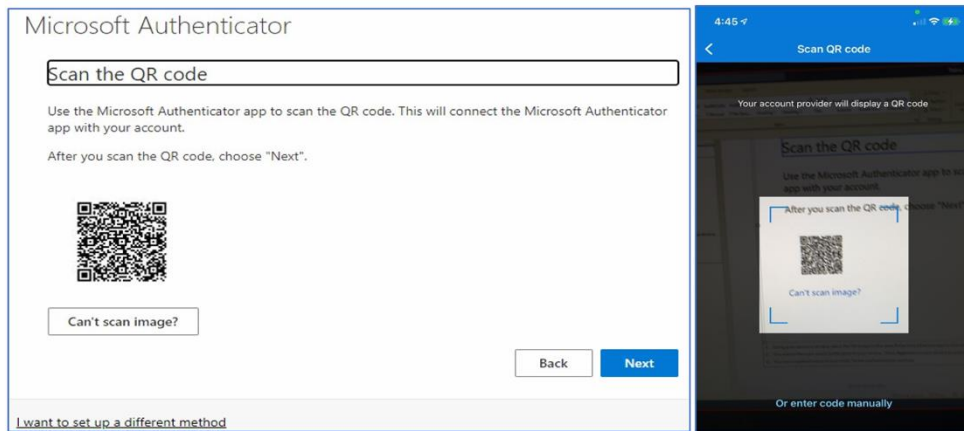 Microsoft Authenticator
Scan the QR code
Use the Microsoft Authenticator app to scan the QR code. This will connect the Microsoft Authenticator
app with your account.
After you scan the QR code, choose "Next".
Can't scan image?
Back
Next
I want to set up a different method
4:45
Scan QR code
Your account provider will display a QR code
Scan the QR code
Use the Microsoft Authenticator app to sc
app with your account.
After you scan the QR code, choose "Next"
Can't scan image?
Or enter code manually